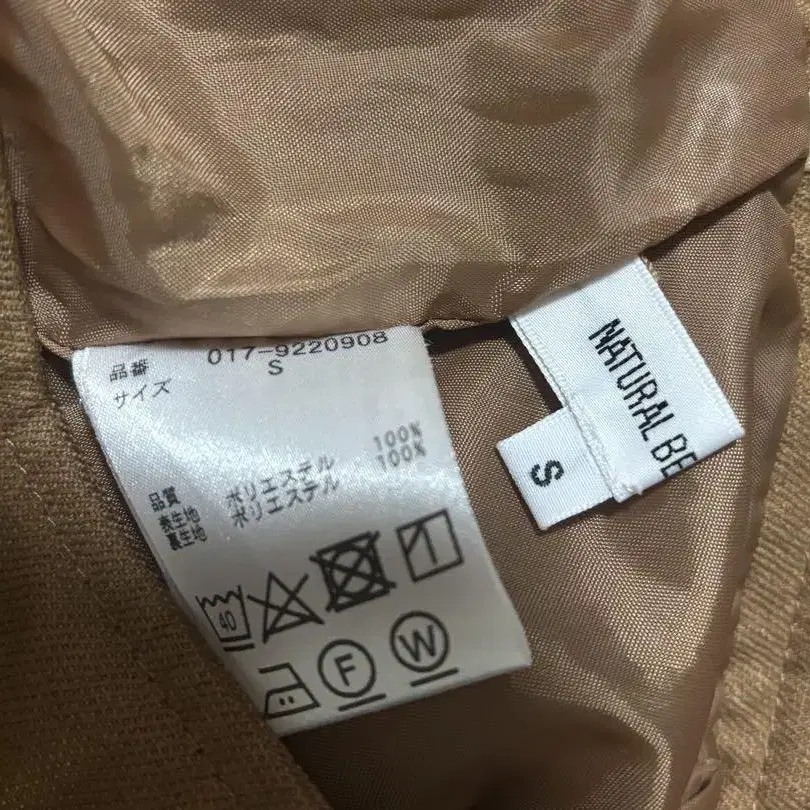 品番 017-9220908
サイズ S
品質
表生地 ポリエステル 100%
裏生地 ポリエステル 100%
40
F
W
NATURAL BE
S